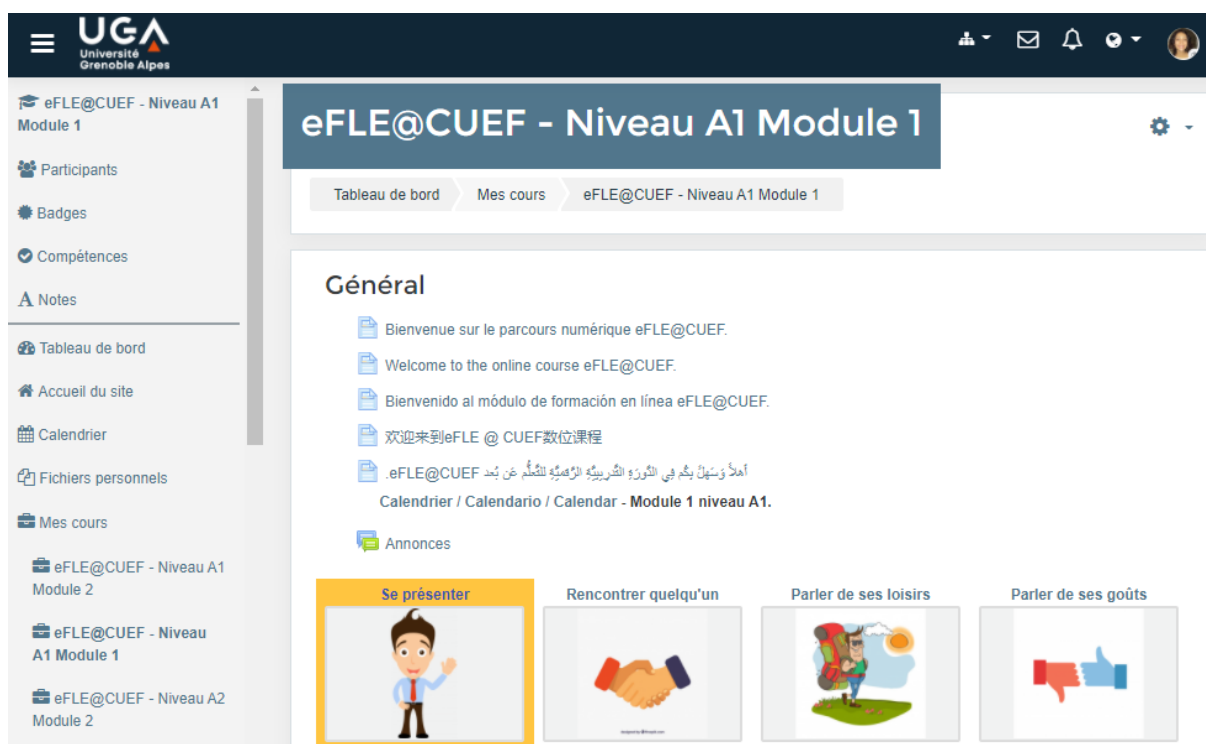 UGA
Université
Grenoble Alpes
eFLE@CUEF - Niveau A1
Module 1
Participants
Badges
Compétences
Notes
Tableau de bord
Accueil du site
Calendrier
Fichiers personnels
Mes cours
eFLE@CUEF - Niveau A1
Module 2
eFLE@CUEF - Niveau
A1 Module 1
eFLE@CUEF - Niveau A2
Module 2
eFLE@CUEF - Niveau A1 Module 1
Tableau de bord Mes cours eFLE@CUEF - Niveau A1 Module 1
Général
Bienvenue sur le parcours numérique eFLE@CUEF.
Welcome to the online course eFLE@CUEF.
Bienvenido al módulo de formación en línea eFLE@CUEF.
欢迎来到eFLE @ CUEF数位课程
أهلاً وَسَهلً بِكُم فِي الدَّورَةِ التَّدرِيبِيَّةِ الرَّقمِيَّةِ للتَّعلُّمِ عَن بُعد eFLE@CUEF.
Calendrier / Calendario / Calendar - Module 1 niveau A1.
Annonces
Se présenter Rencontrer quelqu'un Parler de ses loisirs Parler de ses goûts